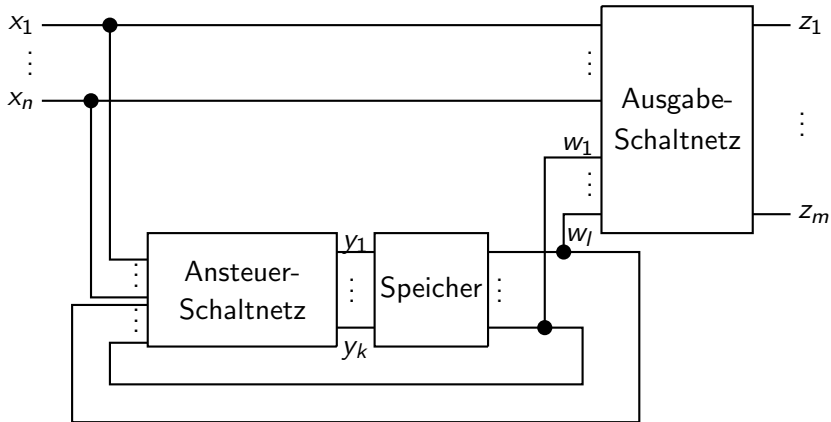 x₁
⋮
xₙ
⋮
z₁
⋮
zₘ
Ausgabe-
Schaltnetz
w₁
⋮
wₗ
Ansteuer-
Schaltnetz
⋮
⋮
y₁
⋮
yₖ
Speicher
⋮